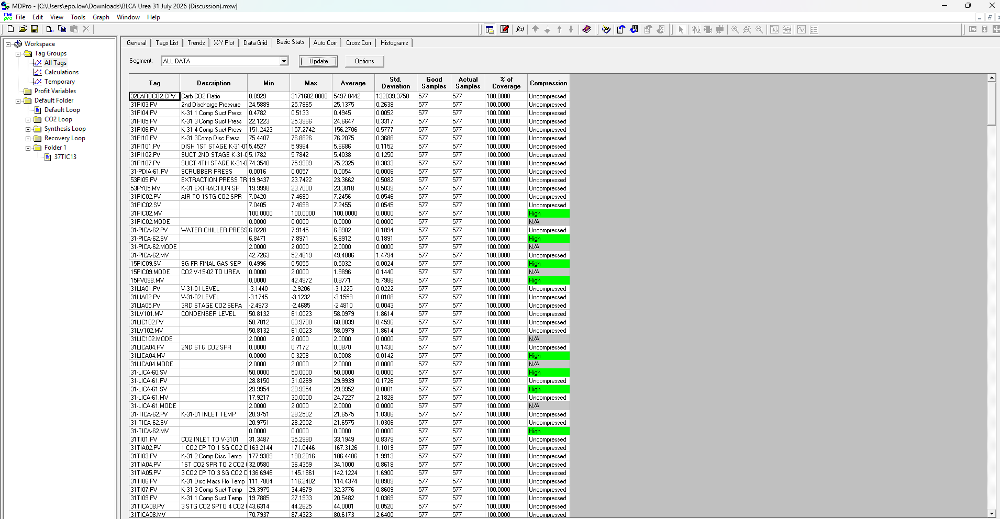 MDPro - [C:\Users\epo.low\Downloads\BLCA Urea 31 July 2026 (Discussion).mxw]
File Edit View Tools Graph Window Help
Workspace
Tag Groups
All Tags
Calculations
Temporary
Profit Variables
Default Folder
Default Loop
CO2 Loop
Synthesis Loop
Recovery Loop
Folder 1
37TIC13
General Tags List Trends X-Y Plot Data Grid Basic Stats Auto Corr Cross Corr Histograms
Segment: ALL DATA Update Options
Tag Description Min Max Average Std. Deviation Good Samples Actual Samples % of Coverage Compression
32CARBCO2.CPV Carb CO2 Ratio 0.8929 3171682.0000 5497.8442 132039.3750 577 577 100.0000 Uncompressed
31PI03.PV 2nd Discharge Pressure 24.5889 25.7865 25.1375 0.2638 577 577 100.0000 Uncompressed
31PI04.PV K-31 1 Comp Suct Press 0.4782 0.5133 0.4945 0.0052 577 577 100.0000 Uncompressed
31PI05.PV K-31 3 Comp Suct Press 22.1223 25.3966 24.6647 0.3317 577 577 100.0000 Uncompressed
31PI06.PV K-31 4 Comp Suct Press 151.2423 157.2742 156.2706 0.5777 577 577 100.0000 Uncompressed
31PI10.PV K-31 3Comp Disc Press 75.4407 76.8826 76.2075 0.3686 577 577 100.0000 Uncompressed
31PI101.PV DISH 1ST STAGE K-31-01 5.4527 5.9964 5.6686 0.1152 577 577 100.0000 Uncompressed
31PI102.PV SUCT 2ND STAGE K-31-0 5.1782 5.7842 5.4038 0.1250 577 577 100.0000 Uncompressed
31PI107.PV SUCT 4TH STAGE K-31-0 74.3548 75.9989 75.2325 0.3833 577 577 100.0000 Uncompressed
31-PDIA-61.PV SCRUBBER PRESS 0.0016 0.0057 0.0054 0.0006 577 577 100.0000 Uncompressed
53PI05.PV EXTRACTION PRESS TR 19.9437 23.7422 23.3662 0.5082 577 577 100.0000 Uncompressed
53PY05.MV K-31 EXTRACTION SP 19.9998 23.7000 23.3818 0.5039 577 577 100.0000 Uncompressed
31PIC02.PV AIR TO 1STG CO2 SPR 7.0420 7.4680 7.2456 0.0546 577 577 100.0000 Uncompressed
31PIC02.SV 7.0405 7.4698 7.2455 0.0545 577 577 100.0000 Uncompressed
31PIC02.MV 100.0000 100.0000 100.0000 0.0000 577 577 100.0000 High
31PIC02.MODE 0.0000 0.0000 0.0000 0.0000 577 577 100.0000 N/A
31-PICA-62.PV WATER CHILLER PRESS 6.8228 7.9145 6.8902 0.1894 577 577 100.0000 Uncompressed
31-PICA-62.SV 6.8471 7.8971 6.8912 0.1891 577 577 100.0000 High
31-PICA-62.MODE 2.0000 2.0000 2.0000 0.0000 577 577 100.0000 N/A
31-PICA-62.MV 42.7263 52.4819 49.4886 1.4794 577 577 100.0000 Uncompressed
15PIC09.SV SG FR FINAL GAS SEP 0.4996 0.5055 0.5032 0.0024 577 577 100.0000 High
15PIC09.MODE CO2 V-15-02 TO UREA 0.0000 2.0000 1.9896 0.1440 577 577 100.0000 N/A
15PV09B.MV 0.0000 42.4972 0.8771 5.7988 577 577 100.0000 High
31LIA01.PV V-31-01 LEVEL -3.1440 -2.9206 -3.1225 0.0222 577 577 100.0000 Uncompressed
31LIA02.PV V-31-02 LEVEL -3.1745 -3.1232 -3.1559 0.0108 577 577 100.0000 Uncompressed
31LIA05.PV 3RD STAGE CO2 SEPA -2.4973 -2.4685 -2.4810 0.0043 577 577 100.0000 Uncompressed
31LV101.MV CONDENSER LEVEL 50.8132 61.0023 58.0979 1.8614 577 577 100.0000 Uncompressed
31LIC102.PV 58.7012 63.9700 60.0039 0.4596 577 577 100.0000 Uncompressed
31LV102.MV 50.8132 61.0023 58.0979 1.8614 577 577 100.0000 Uncompressed
31LIC102.MODE 2.0000 2.0000 2.0000 0.0000 577 577 100.0000 N/A
31LICA04.PV 2ND STG CO2 SPR 0.0000 0.7172 0.0870 0.1430 577 577 100.0000 Uncompressed
31LICA04.MV 0.0000 0.3258 0.0008 0.0142 577 577 100.0000 High
31LICA04.MODE 2.0000 2.0000 2.0000 0.0000 577 577 100.0000 N/A
31-LICA-60.SV 50.0000 50.0000 50.0000 0.0000 577 577 100.0000 High
31-LICA-61.PV 28.8150 31.0289 29.9939 0.1726 577 577 100.0000 Uncompressed
31-LICA-61.SV 29.9954 29.9954 29.9952 0.0001 577 577 100.0000 High
31-LICA-61.MV 17.9217 30.0000 24.7227 2.1828 577 577 100.0000 Uncompressed
31-LICA-61.MODE 2.0000 2.0000 2.0000 0.0000 577 577 100.0000 N/A
31-TICA-62.PV K-31-01 INLET TEMP 20.9751 28.2502 21.6575 1.0306 577 577 100.0000 Uncompressed
31-TICA-62.SV 20.9751 28.2502 21.6575 1.0306 577 577 100.0000 Uncompressed
31-TICA-62.MV 0.0000 0.0000 0.0000 0.0000 577 577 100.0000 High
31TI01.PV CO2 INLET TO V-3101 31.3487 35.2990 33.1949 0.8379 577 577 100.0000 Uncompressed
31TIA02.PV 1 CO2 CP TO 1 SG CO2 C 163.2144 171.0446 167.3126 1.1019 577 577 100.0000 Uncompressed
31TI03.PV K-31 2 Comp Disc Temp 177.9389 190.2016 186.4406 1.9913 577 577 100.0000 Uncompressed
31TIA04.PV 1ST CO2 SPR TO 2 CO2 32.0580 36.4359 34.1000 0.8618 577 577 100.0000 Uncompressed
31TIA05.PV 3 CO2 CP TO 3 SG CO2 C 136.6946 145.1861 142.1224 1.6900 577 577 100.0000 Uncompressed
31TI06.PV K-31 Disc Mass Flo Temp 111.7804 116.2402 114.4374 0.8909 577 577 100.0000 Uncompressed
31TI07.PV K-31 3 Comp Suct Temp 29.3975 34.4679 32.3776 0.8609 577 577 100.0000 Uncompressed
31TI09.PV K-31 1 Comp Suct Temp 19.7885 27.1933 20.5482 1.0369 577 577 100.0000 Uncompressed
31TICA08.PV 3 STG CO2 SPTO 4 CO2 43.6314 44.2625 44.0001 0.0520 577 577 100.0000 Uncompressed
31TICA08.MV 70.7937 87.4323 80.6173 2.6400 577 577 100.0000 Uncompressed